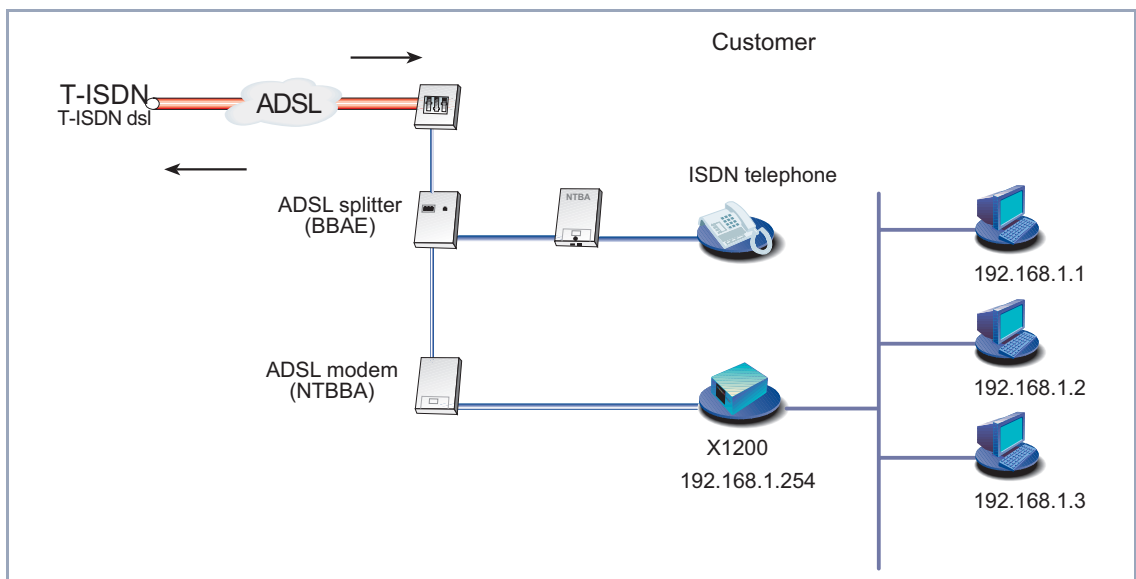 Customer
T-ISDN
T-ISDN dsl
ADSL
ADSL splitter
(BBAE)
NTBA
ISDN telephone
192.168.1.1
192.168.1.2
ADSL modem
(NTBBA)
X1200
192.168.1.254
192.168.1.3